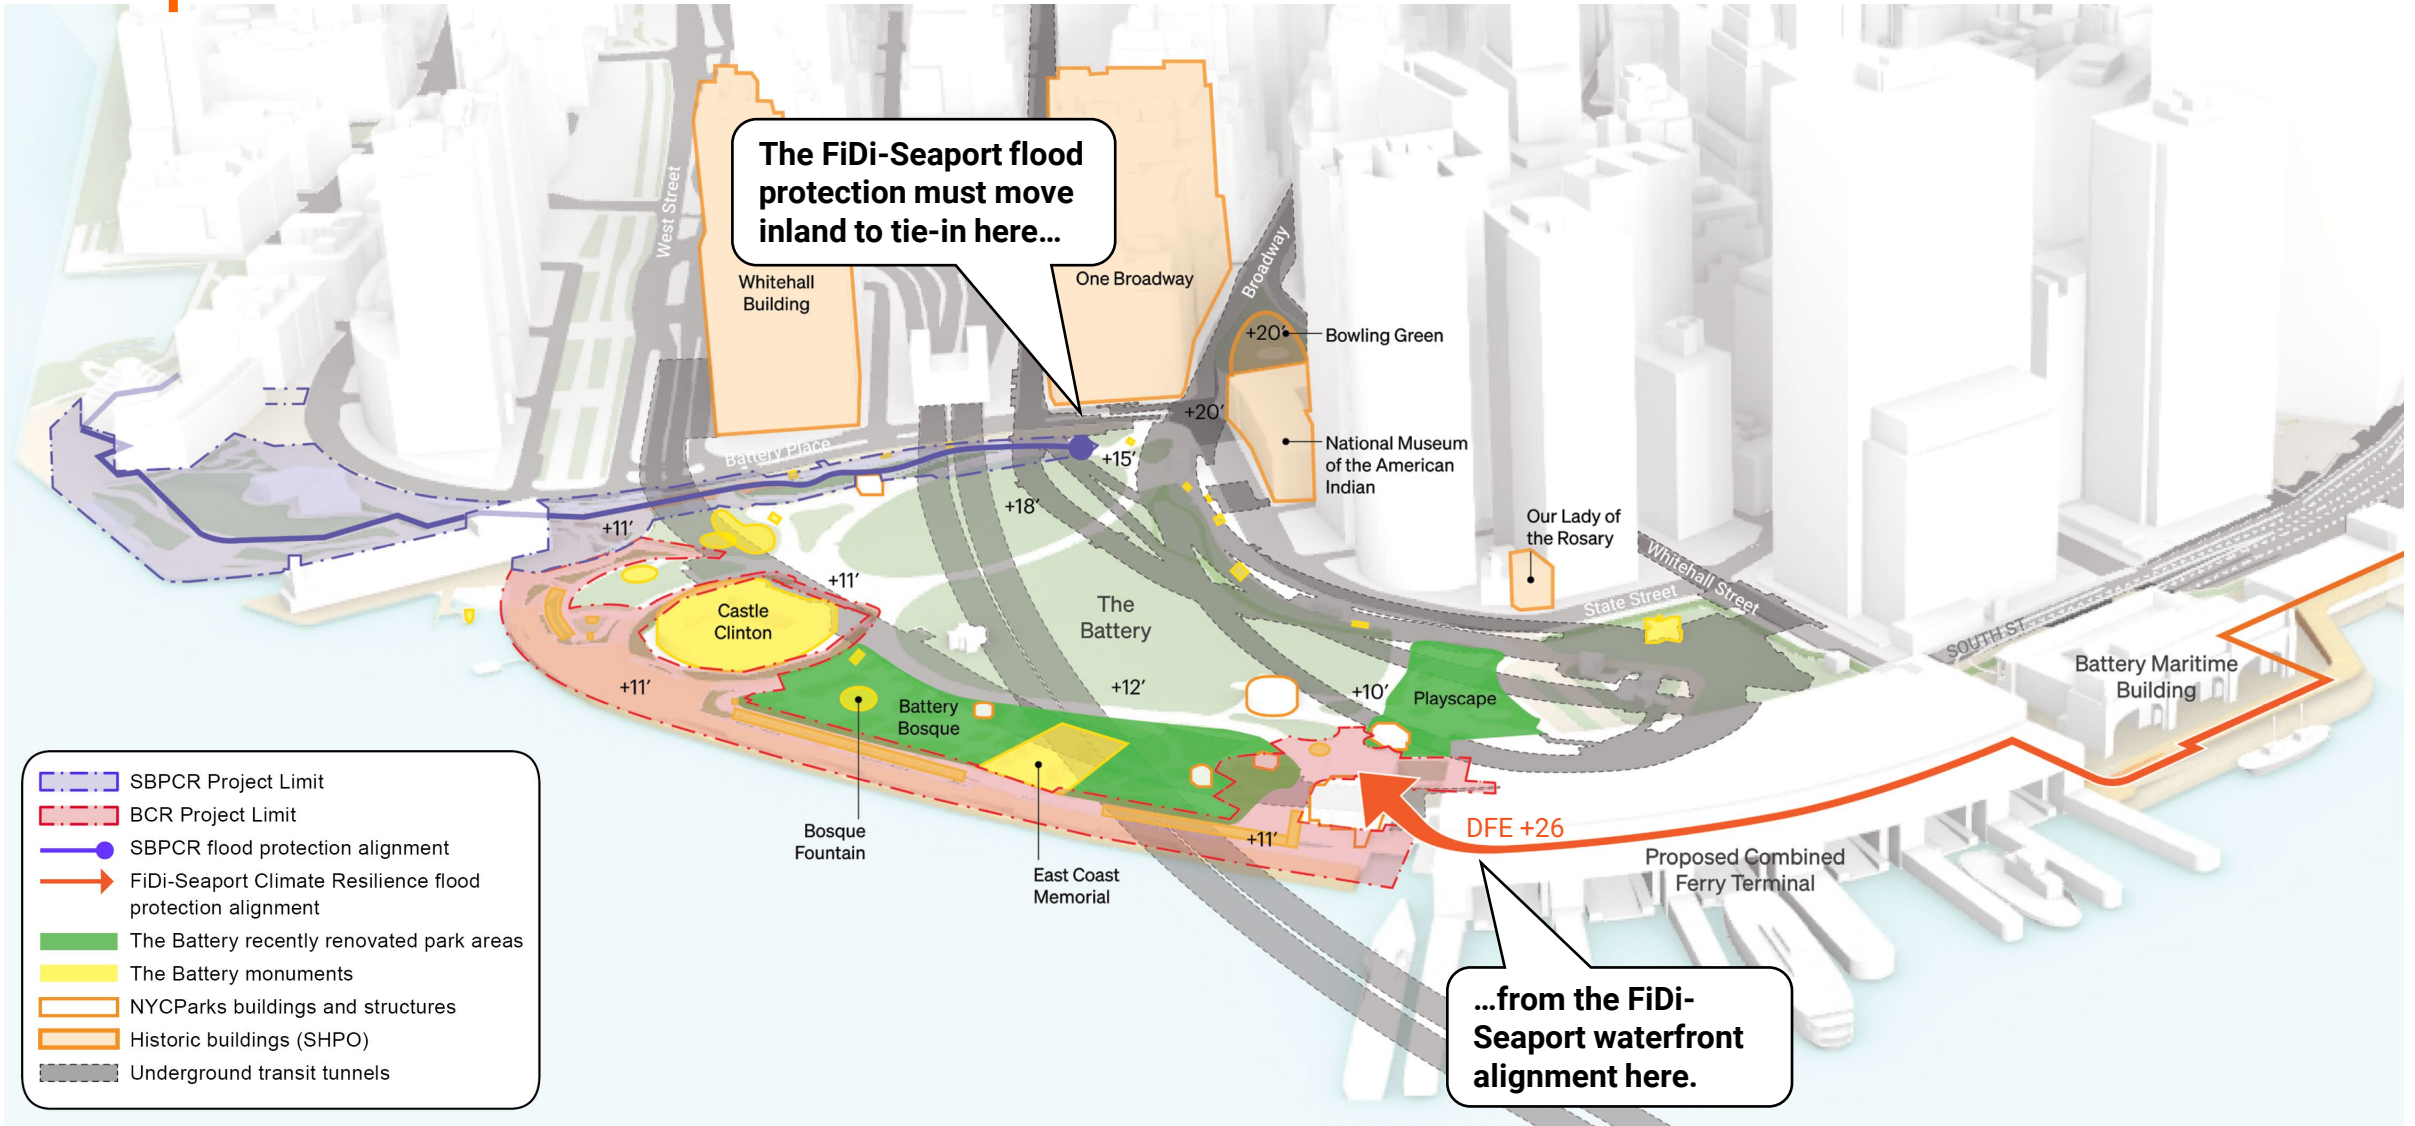 The FiDi-Seaport flood
protection must move
inland to tie-in here…
West Street
Whitehall
Building
One Broadway
Broadway
+20′
Bowling Green
+20′
National Museum
of the American
Indian
Battery Place
+15′
+18′
+11′
Our Lady of
the Rosary
Whitehall Street
State Street
SOUTH ST
+11′
Castle
Clinton
The
Battery
Battery Maritime
Building
+11′
+12′
+10′
Playscape
Battery
Bosque
DFE +26
+11′
Bosque
Fountain
East Coast
Memorial
Proposed Combined
Ferry Terminal
…from the FiDi-
Seaport waterfront
alignment here.
SBPCR Project Limit
BCR Project Limit
SBPCR flood protection alignment
FiDi-Seaport Climate Resilience flood
protection alignment
The Battery recently renovated park areas
The Battery monuments
NYCParks buildings and structures
Historic buildings (SHPO)
Underground transit tunnels